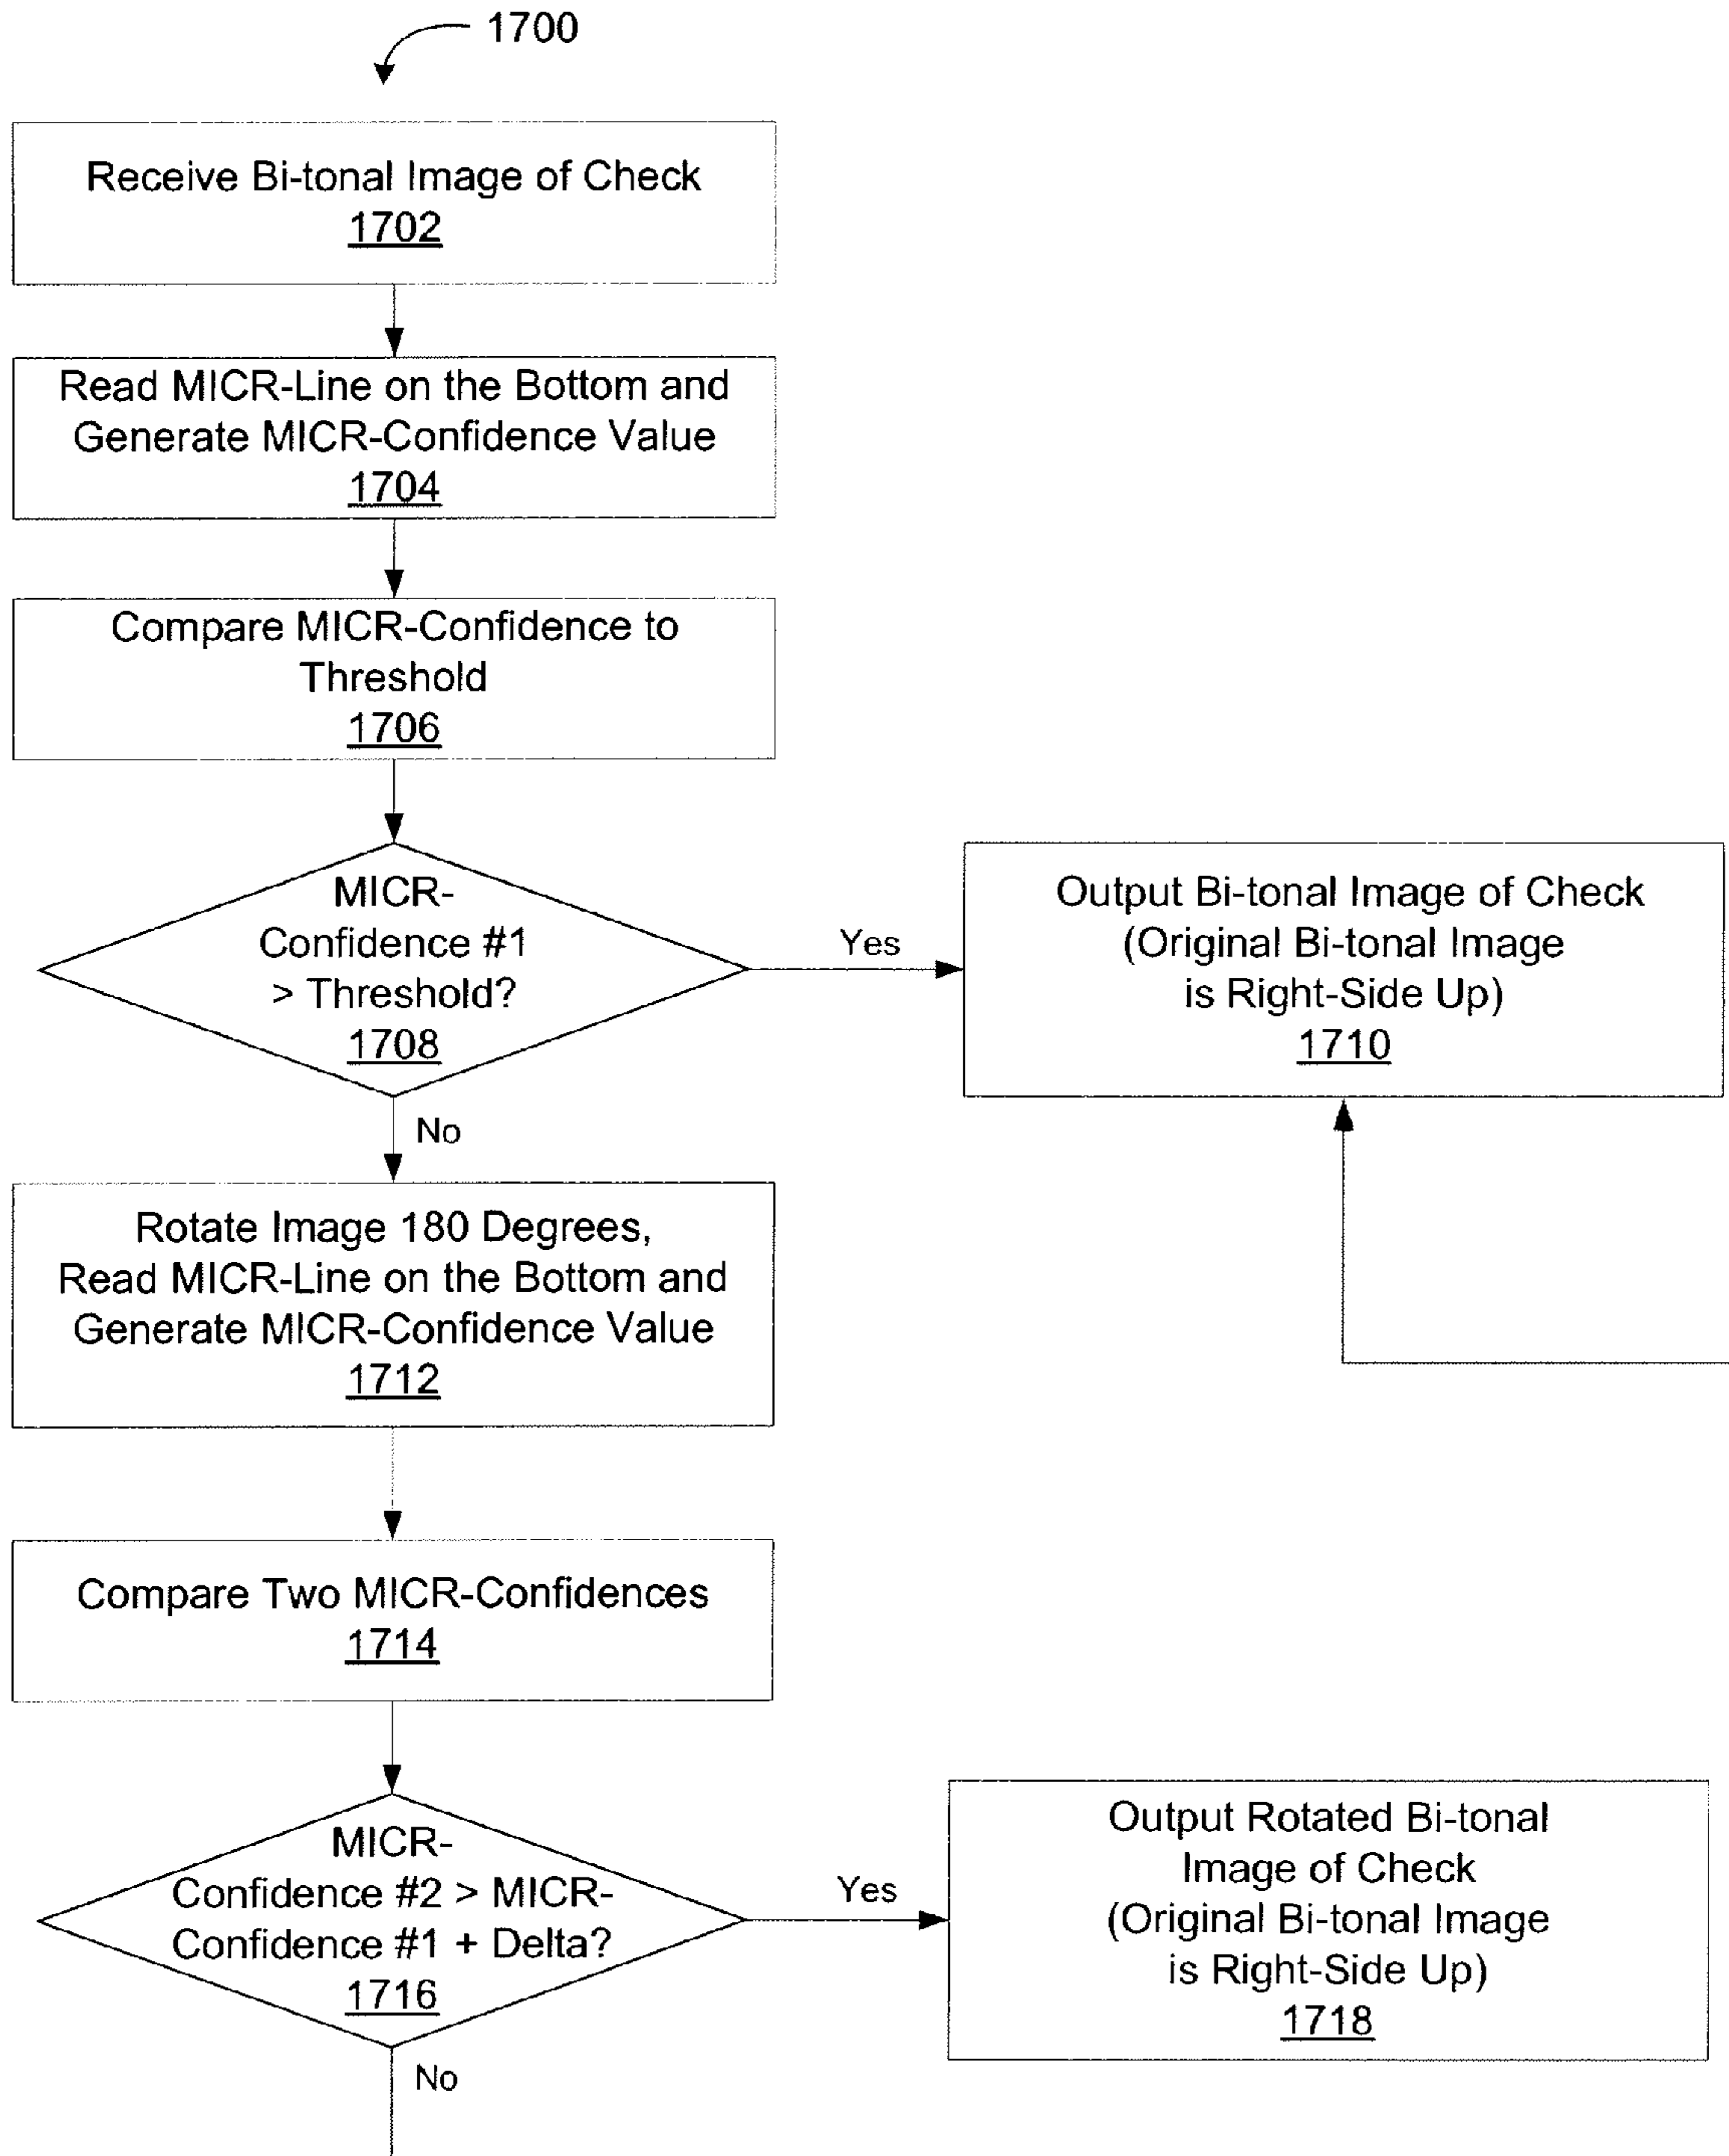 1700
Receive Bi-tonal Image of Check
1702
Read MICR-Line on the Bottom and
Generate MICR-Confidence Value
1704
Compare MICR-Confidence to
Threshold
1706
MICR-
Confidence #1
> Threshold?
1708
Yes
Output Bi-tonal Image of Check
(Original Bi-tonal Image
is Right-Side Up)
1710
No
Rotate Image 180 Degrees,
Read MICR-Line on the Bottom and
Generate MICR-Confidence Value
1712
Compare Two MICR-Confidences
1714
MICR-
Confidence #2 > MICR-
Confidence #1 + Delta?
1716
Yes
Output Rotated Bi-tonal
Image of Check
(Original Bi-tonal Image
is Right-Side Up)
1718
No